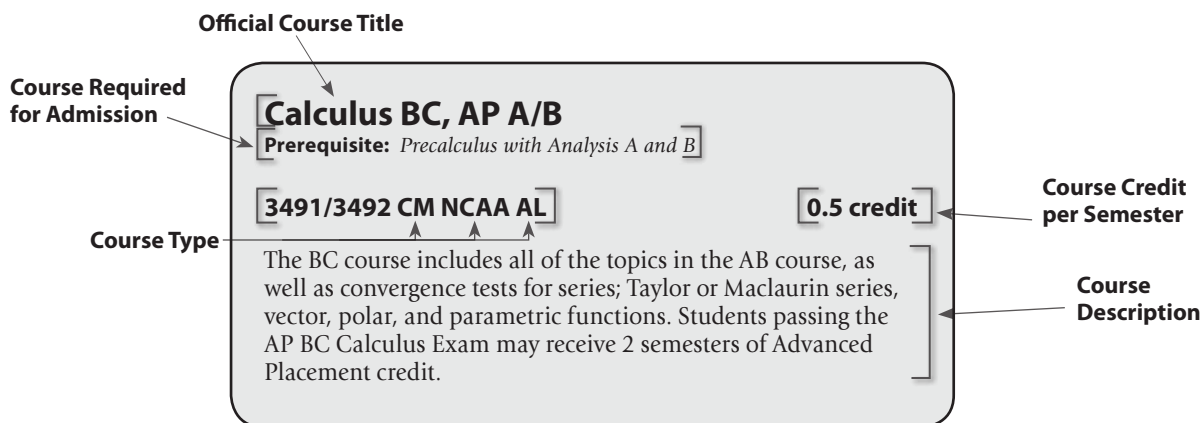 Official Course Title
Course Required
for Admission
Calculus BC, AP A/B
Prerequisite: Precalculus with Analysis A and B
3491/3492 CM NCAA AL
0.5 credit
Course Credit
per Semester
Course Type
The BC course includes all of the topics in the AB course, as
well as convergence tests for series; Taylor or Maclaurin series,
vector, polar, and parametric functions. Students passing the
AP BC Calculus Exam may receive 2 semesters of Advanced
Placement credit.
Course
Description